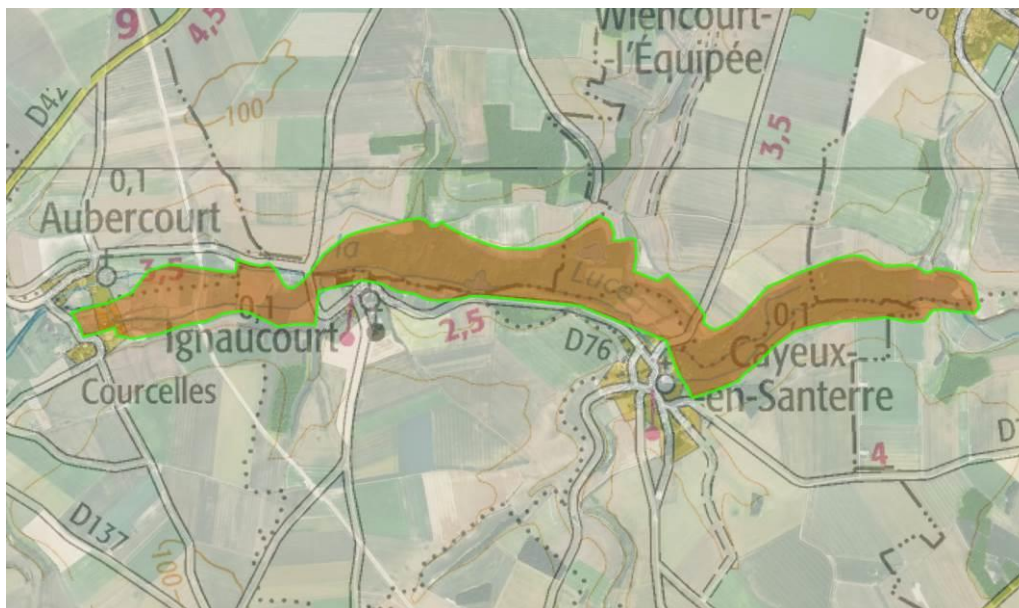 9
4,5
Wiencourt-
-l'Équipée
D42
100
3,5
0,1
Aubercourt
la
3,5
Luce
0,1
0,1
Ignaucourt
2,5
D76
4
Cayeux-
-en-Santerre
Courcelles
4
D137
100